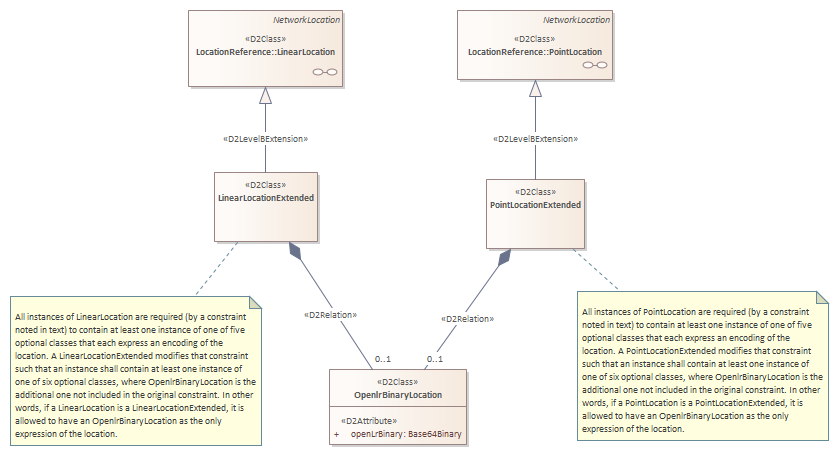 NetworkLocation
«D2Class»
LocationReference::LinearLocation
NetworkLocation
«D2Class»
LocationReference::PointLocation
«D2LevelBExtension»
«D2LevelBExtension»
«D2Class»
LinearLocationExtended
«D2Class»
PointLocationExtended
All instances of LinearLocation are required (by a constraint
noted in text) to contain at least one instance of one of five
optional classes that each express an encoding of the
location. A LinearLocationExtended modifies that constraint
such that an instance shall contain at least one instance of
one of six optional classes, where OpenlrBinaryLocation is the
additional one not included in the original constraint. In other
words, if a LinearLocation is a LinearLocationExtended, it is
allowed to have an OpenlrBinaryLocation as the only
expression of the location.
«D2Relation»
«D2Relation»
All instances of PointLocation are required (by a constraint
noted in text) to contain at least one instance of one of five
optional classes that each express an encoding of the
location. A PointLocationExtended modifies that constraint
such that an instance shall contain at least one instance of
one of six optional classes, where OpenlrBinaryLocation is the
additional one not included in the original constraint. In other
words, if a PointLocation is a PointLocationExtended, it is
allowed to have an OpenlrBinaryLocation as the only
expression of the location.
0..1
0..1
«D2Class»
OpenlrBinaryLocation
«D2Attribute»
+ openLrBinary: Base64Binary